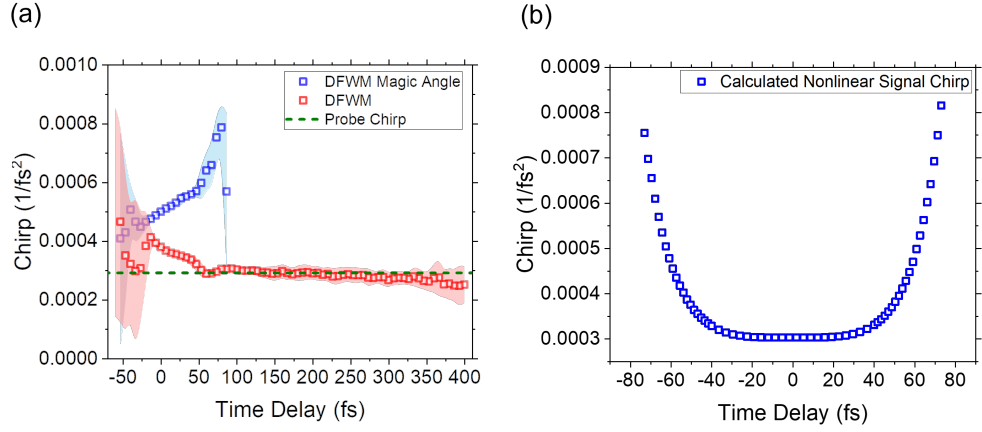 (a)
Chirp (1/fs²)
0.0010
0.0008
0.0006
0.0004
0.0002
0.0000
DFWM Magic Angle
DFWM
Probe Chirp
-50 0 50 100 150 200 250 300 350 400
Time Delay (fs)
(b)
Chirp (1/fs²)
0.0009
0.0008
0.0007
0.0006
0.0005
0.0004
0.0003
Calculated Nonlinear Signal Chirp
-80 -60 -40 -20 0 20 40 60 80
Time Delay (fs)